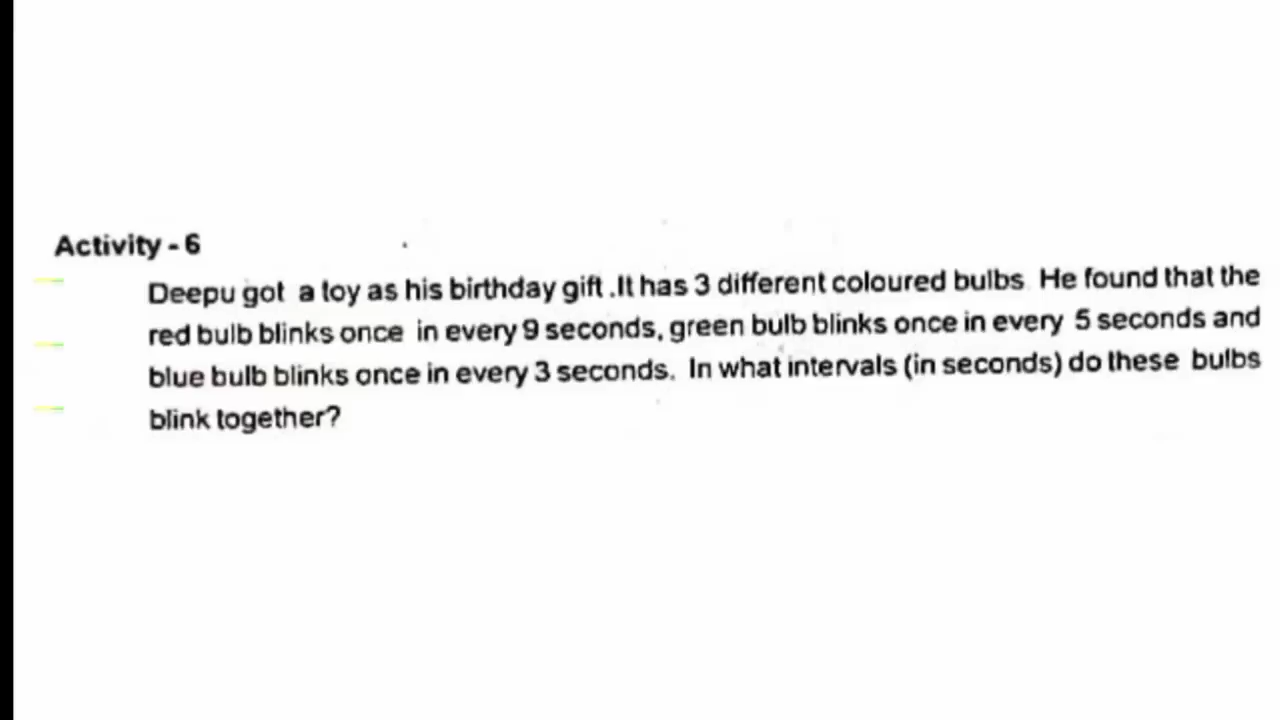 Activity - 6
Deepu got a toy as his birthday gift .It has 3 different coloured bulbs He found that the
red bulb blinks once in every 9 seconds, green bulb blinks once in every 5 seconds and
blue bulb blinks once in every 3 seconds. In what intervals (in seconds) do these bulbs
blink together?